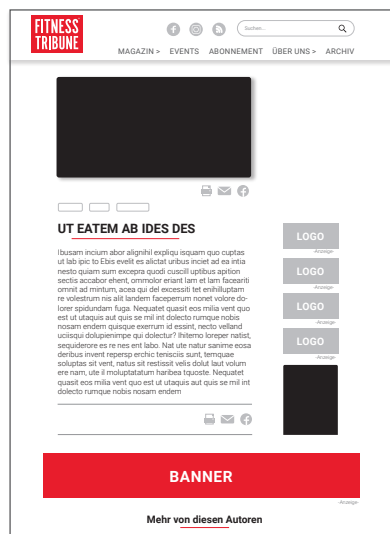 FITNESS
TRIBUNE
Suchen...
MAGAZIN > EVENTS ABONNEMENT ÜBER UNS > ARCHIV
UT EATEM AB IDES DES
Ibusam incium abor alignihil expliqu isquam quo cuptas
ut lab ipic to Ebis evelit es alictat uribus inciet ad ea intia
nesto quiam sum excepra quodi cuscill uptibus apition
sectis accabor ehent, ommolor eriant lam et lam faceariti
omnit ad mintum, acea qui del excessiti tet enihilluptam
re volestrum nis alit landem faceperrum nonet volore do-
lorer spidundam fuga. Nequatet quasit eos milia vent quo
est ut utaquis aut quis se mil int dolecto rumque nobis
nosam endem quisque exerrum id essint, necto velland
uciisqui dolupienimpe qui dolectur? Ihitemo loreper natist,
sequiderore es re nes ent labo. Nat ute natur sanime eosa
deribus invent repersp erchic tenisciis sunt, temquae
soluptas sit vent, natus sit restissit velis dolut laut volum
ere nam, ute il moluptatatum haribea tquoste. Nequatet
quasit eos milia vent quo est ut utaquis aut quis se mil int
dolecto rumque nobis nosam endem
LOGO
-Anzeige-
LOGO
-Anzeige-
LOGO
-Anzeige-
LOGO
-Anzeige-
BANNER
-Anzeige-
Mehr von diesen Autoren